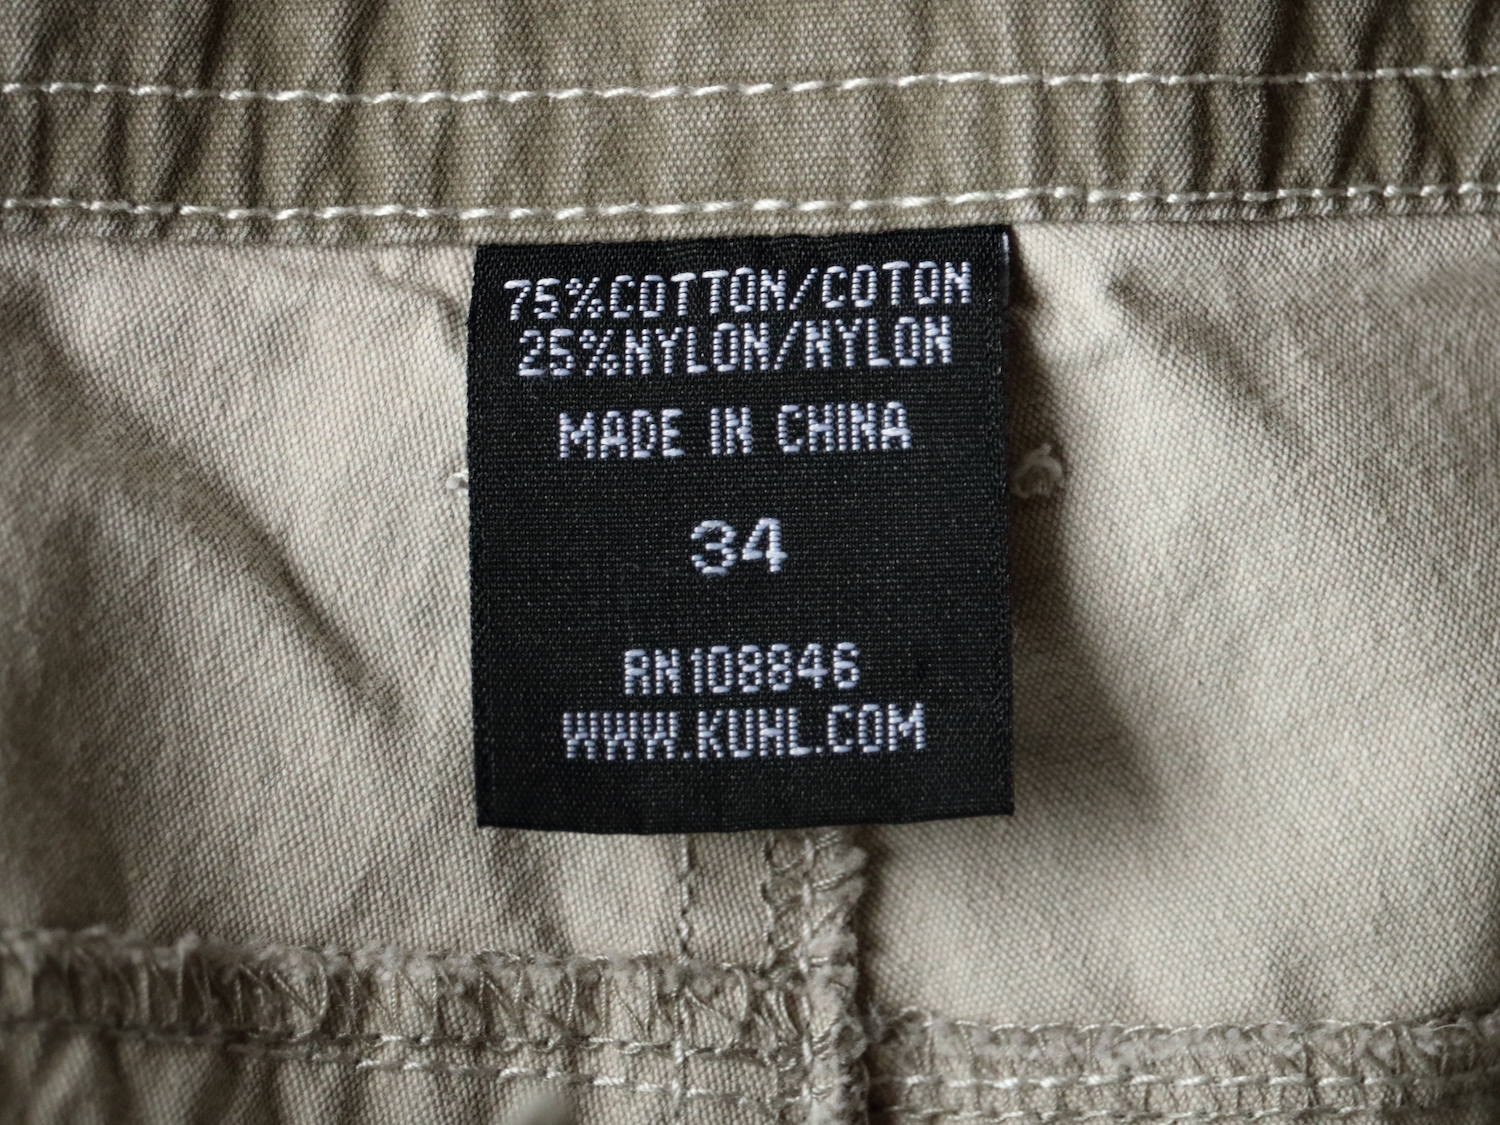 75%COTTON/COTON
25%NYLON/NYLON
MADE IN CHINA
34
RN108846
WWW.KUHL.COM